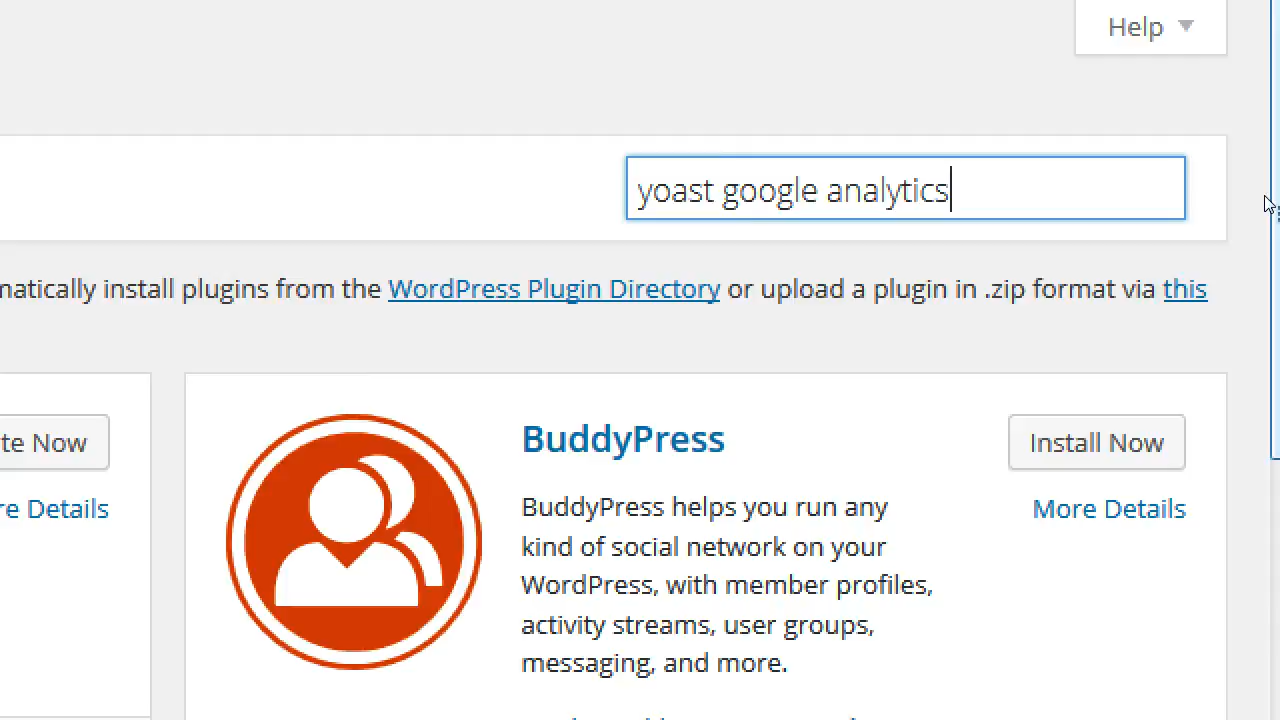 Help
yoast google analytics
matically install plugins from the WordPress Plugin Directory or upload a plugin in .zip format via this
te Now
BuddyPress
Install Now
re Details
More Details
BuddyPress helps you run any
kind of social network on your
WordPress, with member profiles,
activity streams, user groups,
messaging, and more.